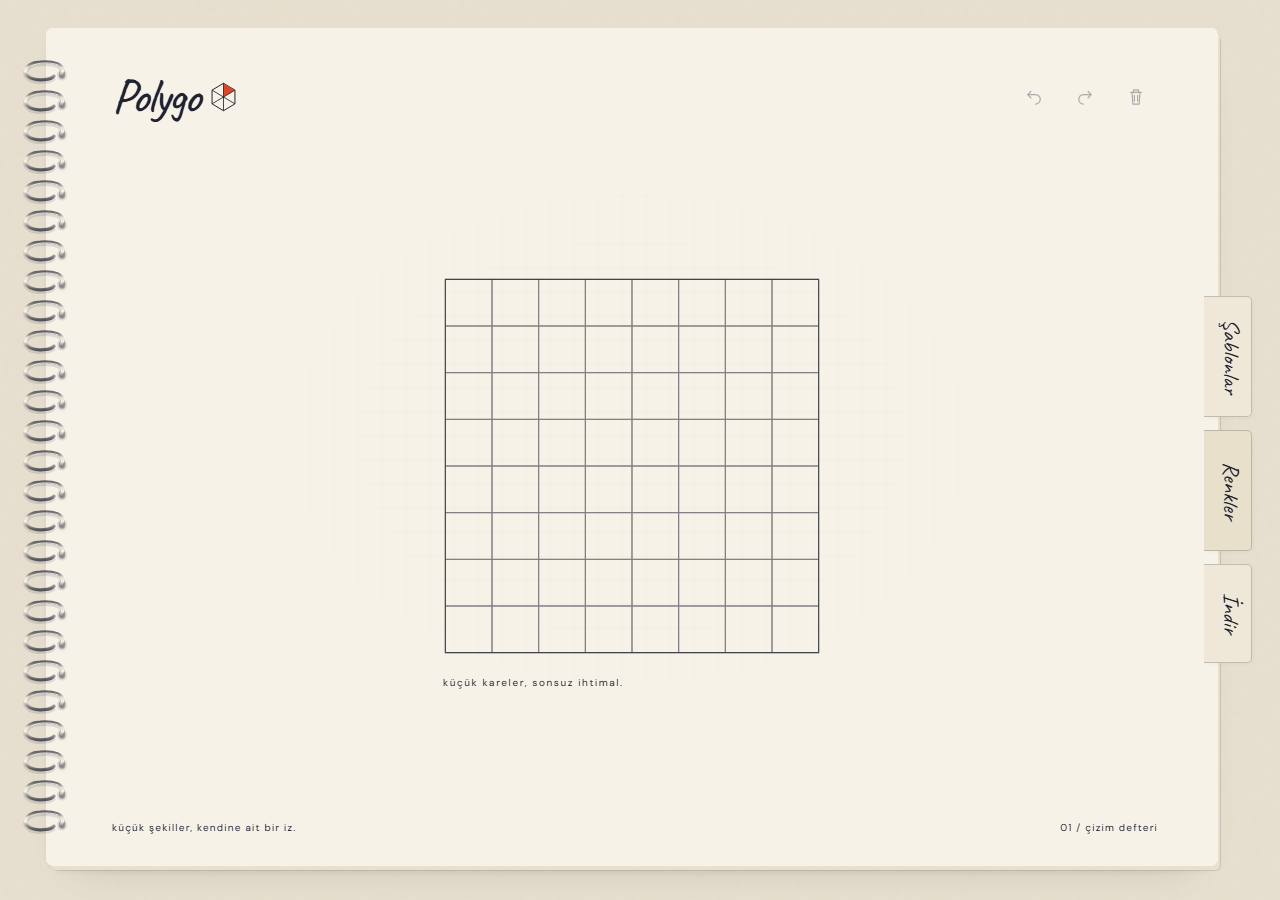 Polygo
Şablonlar
Renkler
İndir
küçük kareler, sonsuz ihtimal.
küçük şekiller, kendine ait bir iz.
01 / çizim defteri